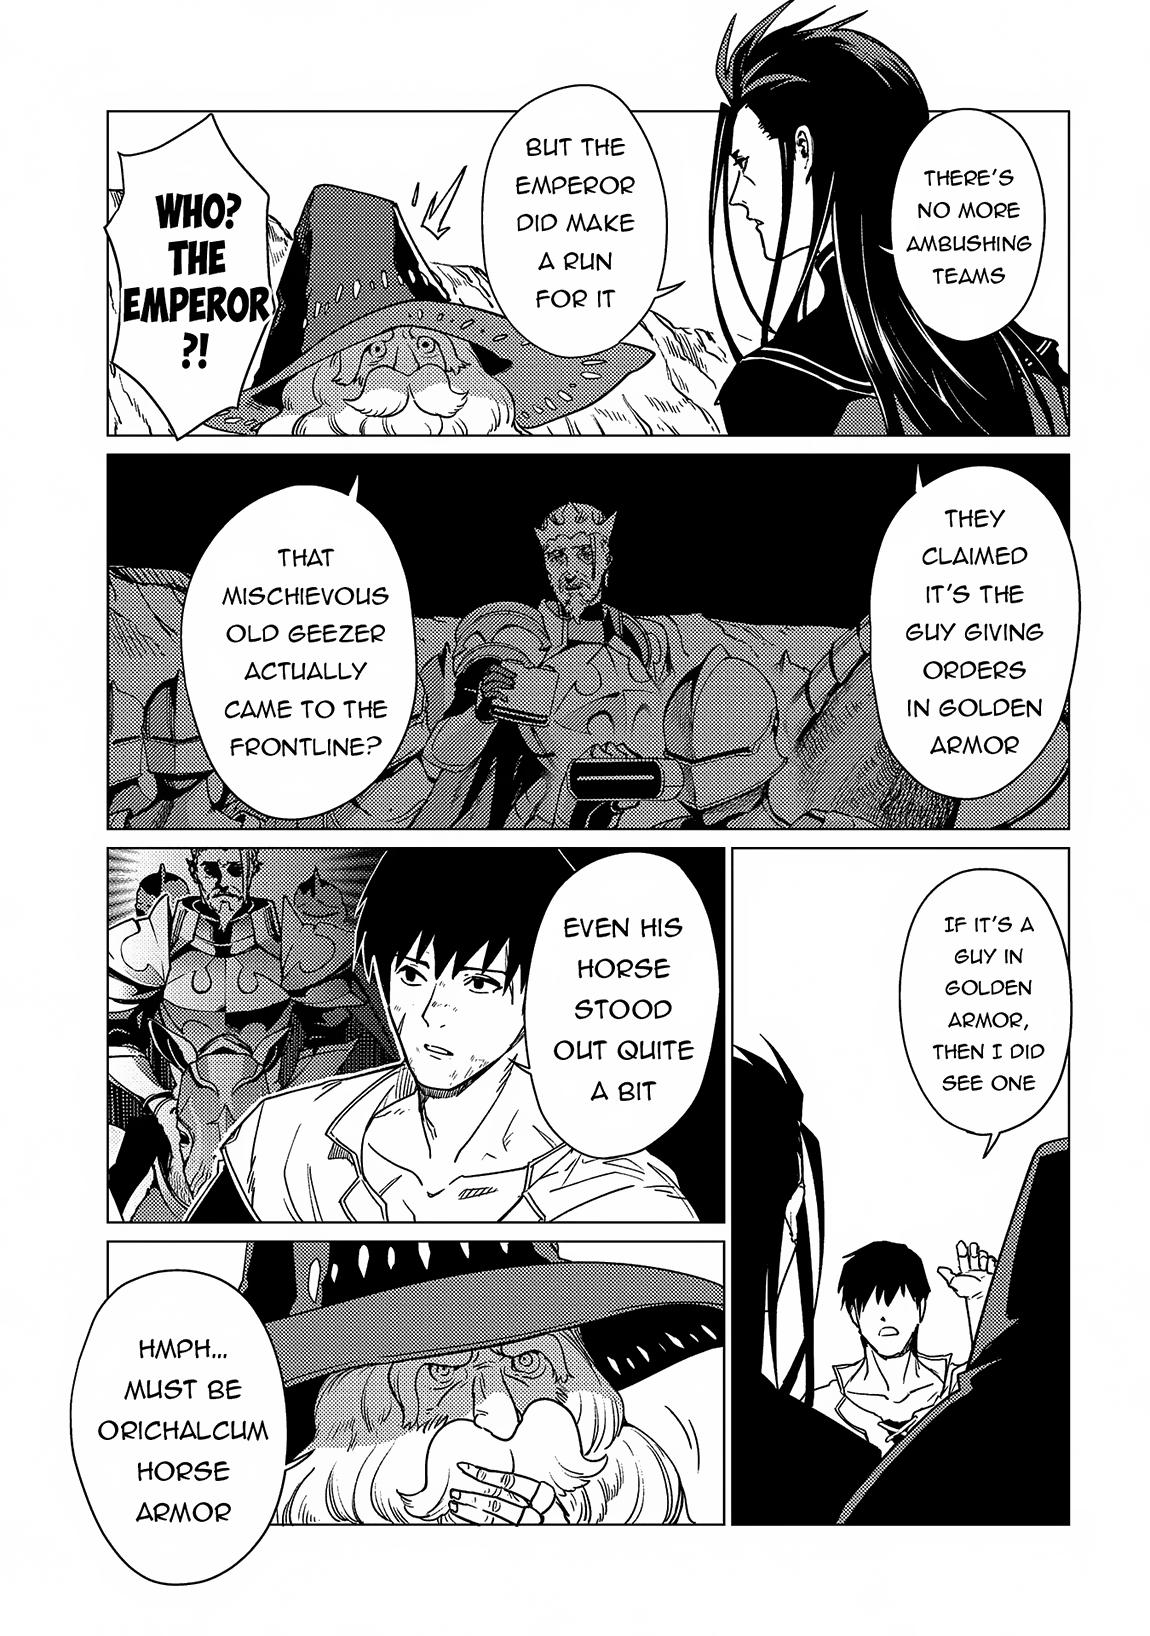 THERE'S
NO MORE
AMBUSHING
TEAMS
BUT THE
EMPEROR
DID MAKE
A RUN
FOR IT
WHO?
THE
EMPEROR
?!
THEY
CLAIMED
IT'S THE
GUY GIVING
ORDERS
IN GOLDEN
ARMOR
THAT
MISCHIEVOUS
OLD GEEZER
ACTUALLY
CAME TO THE
FRONTLINE?
IF IT'S A
GUY IN
GOLDEN
ARMOR,
THEN I DID
SEE ONE
EVEN HIS
HORSE
STOOD
OUT QUITE
A BIT
HMPH...
MUST BE
ORICHALCUM
HORSE
ARMOR